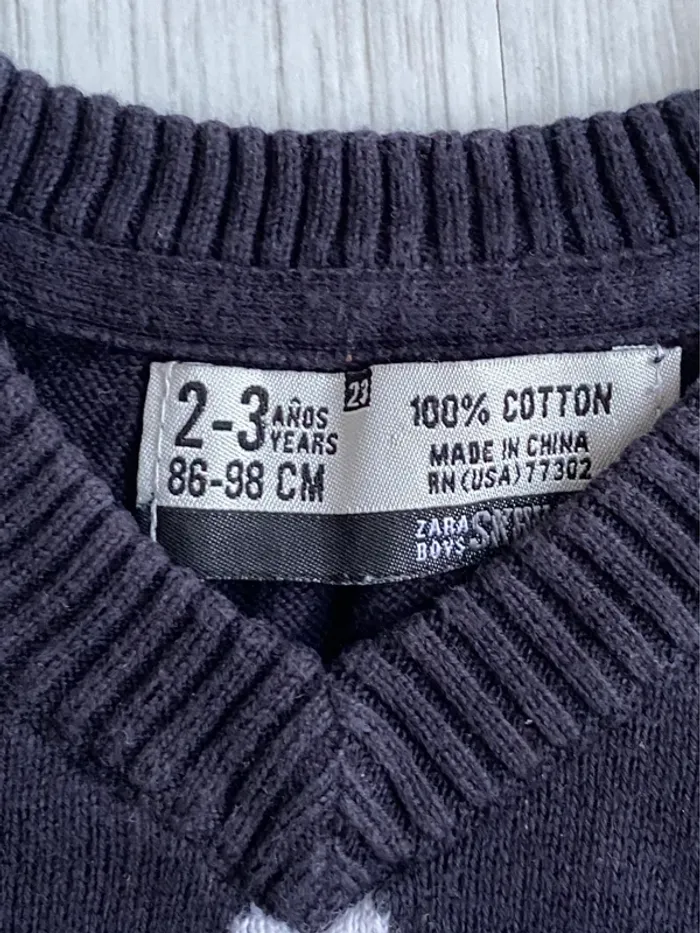 2-3 AÑOS
YEARS
86-98 CM
23
100% COTTON
MADE IN CHINA
RN (USA) 77302
ZARA
BOYS